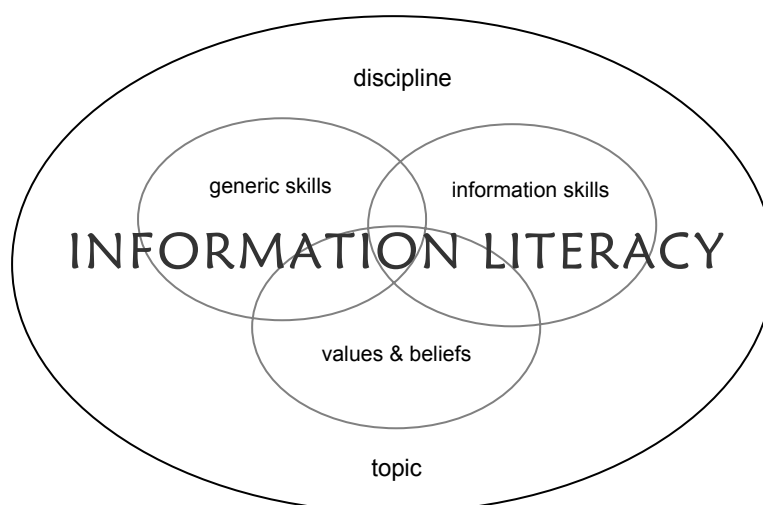 discipline
generic skills
information skills
INFORMATION LITERACY
values & beliefs
topic